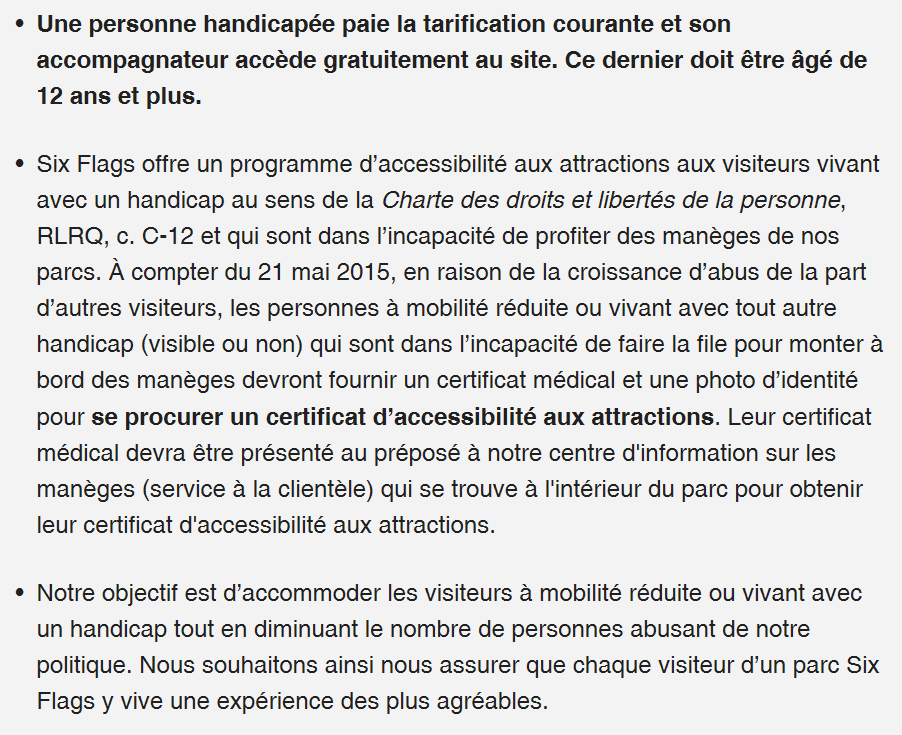 • Une personne handicapée paie la tarification courante et son
accompagnateur accède gratuitement au site. Ce dernier doit être âgé de
12 ans et plus.
• Six Flags offre un programme d’accessibilité aux attractions aux visiteurs vivant
avec un handicap au sens de la Charte des droits et libertés de la personne,
RLRQ, c. C-12 et qui sont dans l’incapacité de profiter des manèges de nos
parcs. À compter du 21 mai 2015, en raison de la croissance d’abus de la part
d’autres visiteurs, les personnes à mobilité réduite ou vivant avec tout autre
handicap (visible ou non) qui sont dans l’incapacité de faire la file pour monter à
bord des manèges devront fournir un certificat médical et une photo d’identité
pour se procurer un certificat d’accessibilité aux attractions. Leur certificat
médical devra être présenté au préposé à notre centre d'information sur les
manèges (service à la clientèle) qui se trouve à l'intérieur du parc pour obtenir
leur certificat d'accessibilité aux attractions.
• Notre objectif est d’accommoder les visiteurs à mobilité réduite ou vivant avec
un handicap tout en diminuant le nombre de personnes abusant de notre
politique. Nous souhaitons ainsi nous assurer que chaque visiteur d’un parc Six
Flags y vive une expérience des plus agréables.